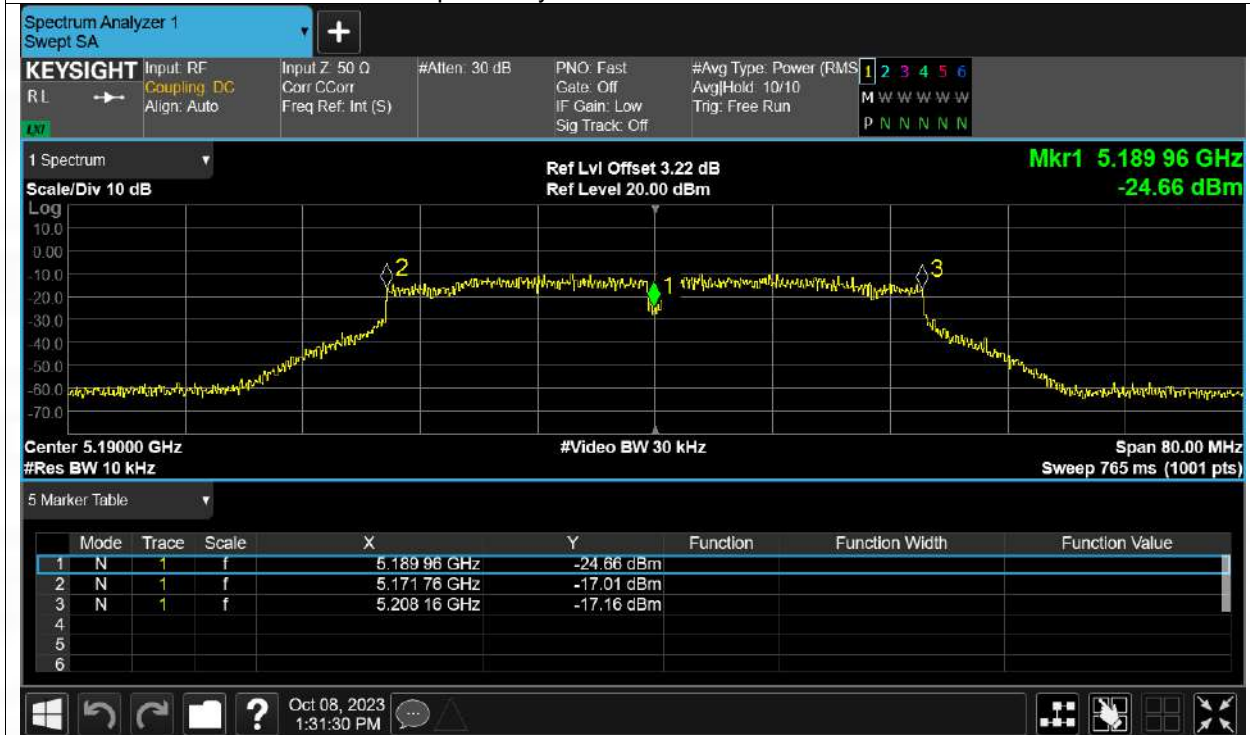 Spectrum Analyzer 1
Swept SA
+
KEYSIGHT
RL
LXI
Input: RF
Coupling: DC
Align: Auto
Input Z: 50 Ω
Corr CCorr
Freq Ref: Int (S)
#Atten: 30 dB
PNO: Fast
Gate: Off
IF Gain: Low
Sig Track: Off
#Avg Type: Power (RMS
Avg|Hold: 10/10
Trig: Free Run
1 2 3 4 5 6
M W W W W W
P N N N N N
1 Spectrum
Scale/Div 10 dB
Ref Lvl Offset 3.22 dB
Ref Level 20.00 dBm
Mkr1 5.189 96 GHz
-24.66 dBm
Log
10.0
0.00
-10.0
-20.0
-30.0
-40.0
-50.0
-60.0
-70.0
2
1
3
Center 5.19000 GHz
#Res BW 10 kHz
#Video BW 30 kHz
Span 80.00 MHz
Sweep 765 ms (1001 pts)
5 Marker Table
Mode Trace Scale X Y Function Function Width Function Value
1 N 1 f 5.189 96 GHz -24.66 dBm
2 N 1 f 5.171 76 GHz -17.01 dBm
3 N 1 f 5.208 16 GHz -17.16 dBm
4
5
6
?
Oct 08, 2023
1:31:30 PM